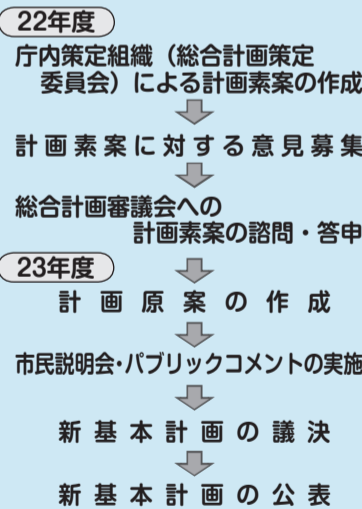 22年度
庁内策定組織（総合計画策定
委員会）による計画素案の作成
計画素案に対する意見募集
総合計画審議会への
計画素案の諮問・答申
23年度
計画原案の作成
市民説明会・パブリックコメントの実施
新基本計画の議決
新基本計画の公表